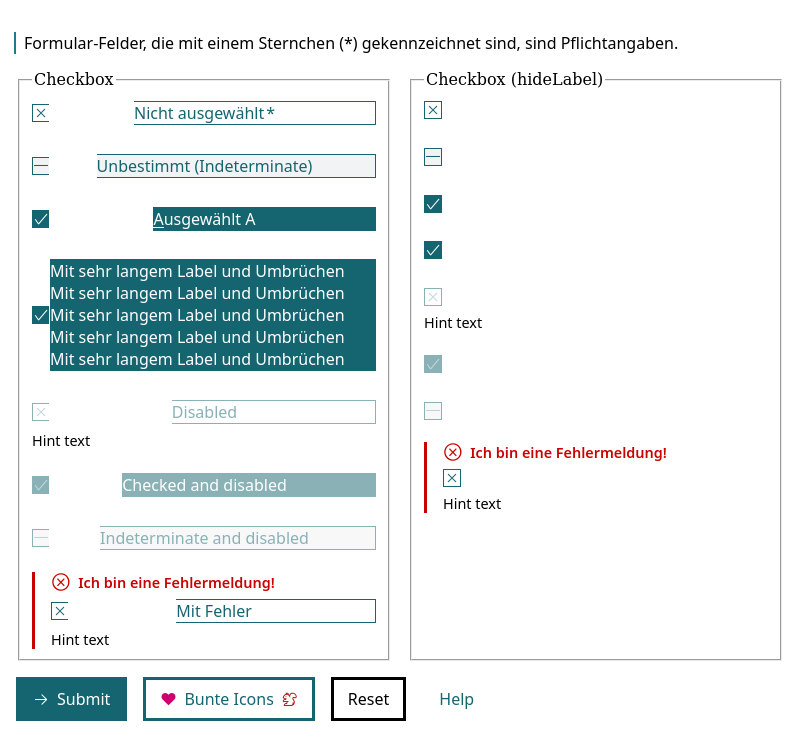 Formular-Felder, die mit einem Sternchen (*) gekennzeichnet sind, sind Pflichtangaben.
Checkbox
Nicht ausgewählt*
Unbestimmt (Indeterminate)
Ausgewählt A
Mit sehr langem Label und Umbrüchen
Mit sehr langem Label und Umbrüchen
Mit sehr langem Label und Umbrüchen
Mit sehr langem Label und Umbrüchen
Mit sehr langem Label und Umbrüchen
Disabled
Hint text
Checked and disabled
Indeterminate and disabled
Ich bin eine Fehlermeldung!
Mit Fehler
Hint text
Checkbox (hideLabel)
Hint text
Ich bin eine Fehlermeldung!
Hint text
Submit
Bunte Icons
Reset
Help